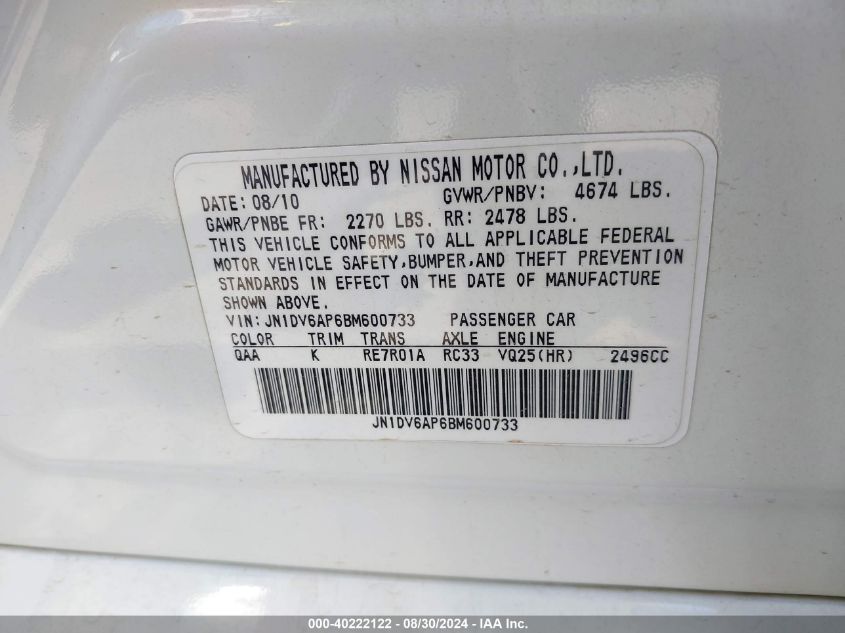 MANUFACTURED BY NISSAN MOTOR CO.,LTD.
DATE: 08/10 GVWR/PNBV: 4674 LBS.
GAWR/PNBE FR: 2270 LBS. RR: 2478 LBS.
THIS VEHICLE CONFORMS TO ALL APPLICABLE FEDERAL
MOTOR VEHICLE SAFETY,BUMPER,AND THEFT PREVENTION
STANDARDS IN EFFECT ON THE DATE OF MANUFACTURE
SHOWN ABOVE.
VIN: JN1DV6AP6BM600733 PASSENGER CAR
COLOR TRIM TRANS AXLE ENGINE
QAA K RE7R01A RC33 VQ25(HR) 2496CC
JN1DV6AP6BM600733
000-40222122 - 08/30/2024 - IAA Inc.